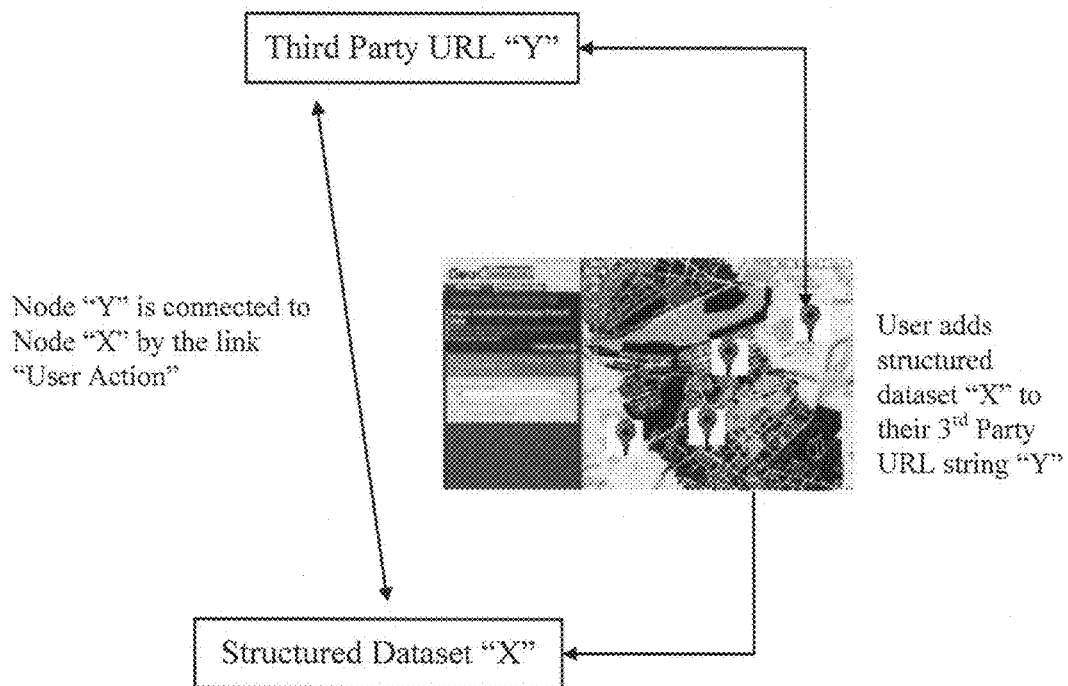 Third Party URL “Y”
Node “Y” is connected to
Node “X” by the link
“User Action”
User adds
structured
dataset “X” to
their 3rd Party
URL string “Y”
Structured Dataset “X”